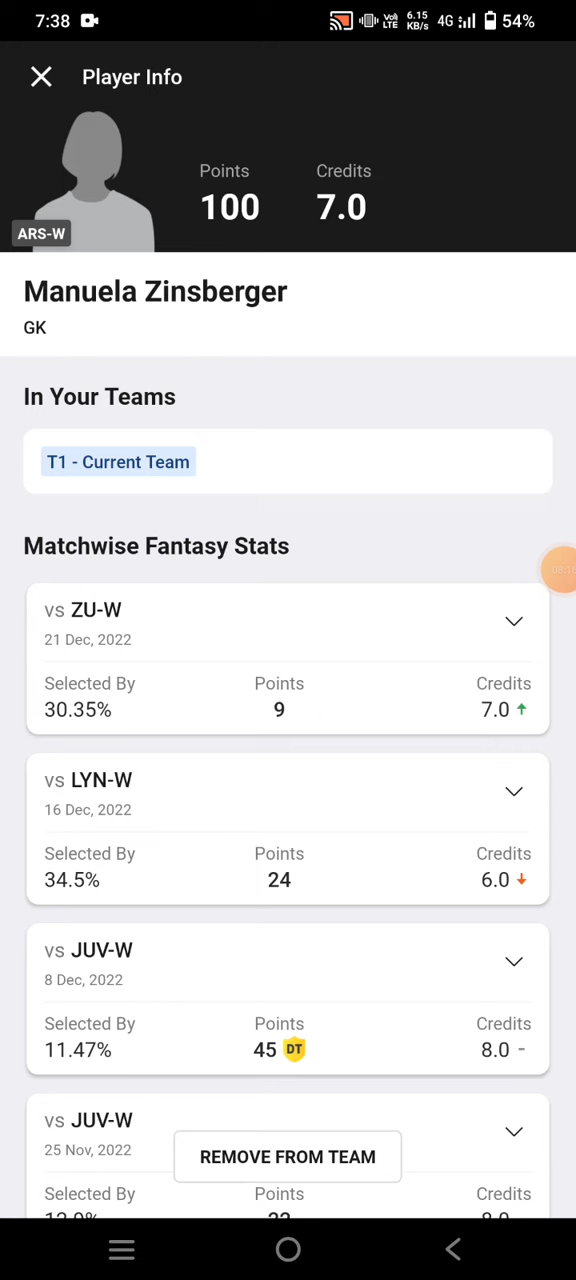 7:38 Vo) LTE 6.15 KB/s 4G 54%
Player Info
Points Credits
100 7.0
ARS-W
Manuela Zinsberger
GK
In Your Teams
T1 - Current Team
Matchwise Fantasy Stats
vs ZU-W
21 Dec, 2022
Selected By Points Credits
30.35% 9 7.0
vs LYN-W
16 Dec, 2022
Selected By Points Credits
34.5% 24 6.0
vs JUV-W
8 Dec, 2022
Selected By Points Credits
11.47% 45 DT 8.0 -
vs JUV-W
25 Nov, 2022
REMOVE FROM TEAM
Selected By Points Credits